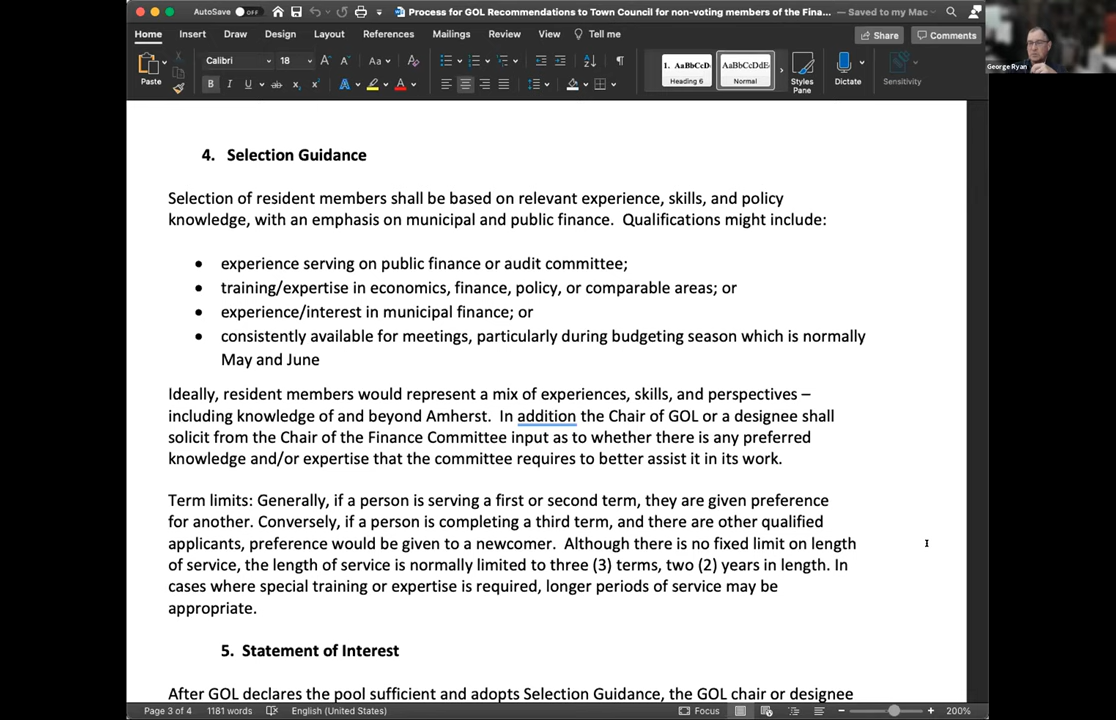 AutoSave OFF Process for GOL Recommendations to Town Council for non-voting members of the Fina... — Saved to my Mac
Home Insert Draw Design Layout References Mailings Review View Tell me Share Comments
Calibri 18 Aa
Paste B I U ab x x A A 1. AaBbCcD Heading 6 AaBbCcDdE Normal Styles Pane Dictate Sensitivity
George Ryan
4. Selection Guidance
Selection of resident members shall be based on relevant experience, skills, and policy
knowledge, with an emphasis on municipal and public finance. Qualifications might include:
• experience serving on public finance or audit committee;
• training/expertise in economics, finance, policy, or comparable areas; or
• experience/interest in municipal finance; or
• consistently available for meetings, particularly during budgeting season which is normally
May and June
Ideally, resident members would represent a mix of experiences, skills, and perspectives –
including knowledge of and beyond Amherst. In addition the Chair of GOL or a designee shall
solicit from the Chair of the Finance Committee input as to whether there is any preferred
knowledge and/or expertise that the committee requires to better assist it in its work.
Term limits: Generally, if a person is serving a first or second term, they are given preference
for another. Conversely, if a person is completing a third term, and there are other qualified
applicants, preference would be given to a newcomer. Although there is no fixed limit on length
of service, the length of service is normally limited to three (3) terms, two (2) years in length. In
cases where special training or expertise is required, longer periods of service may be
appropriate.
5. Statement of Interest
After GOL declares the pool sufficient and adopts Selection Guidance, the GOL chair or designee
Page 3 of 4 1181 words English (United States) Focus 200%